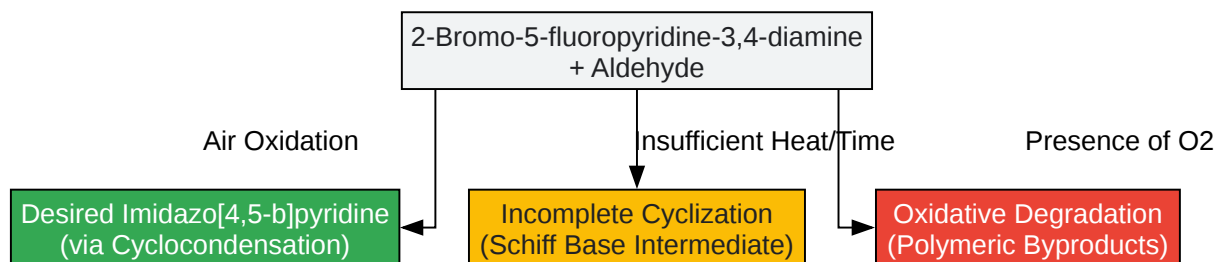 2-Bromo-5-fluoropyridine-3,4-diamine
+ Aldehyde
Air Oxidation
Insufficient Heat/Time
Presence of O2
Desired Imidazo[4,5-b]pyridine
(via Cyclocondensation)
Incomplete Cyclization
(Schiff Base Intermediate)
Oxidative Degradation
(Polymeric Byproducts)